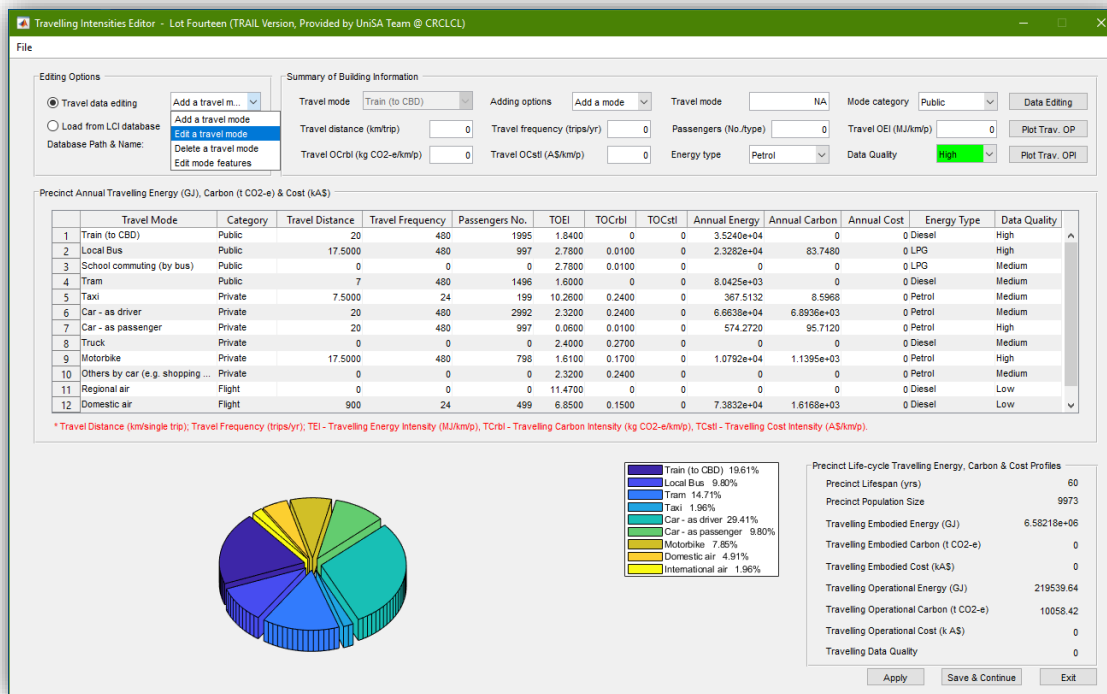 Travelling Intensities Editor - Lot Fourteen (TRAIL Version, Provided by UniSA Team @ CRCLCL)
File
Editing Options
Travel data editing Add a travel m...
Add a travel mode
Edit a travel mode
Delete a travel mode
Edit mode features
Load from LCI database
Database Path & Name:
Summary of Building Information
Travel mode Train (to CBD) Adding options Add a mode Travel mode NA Mode category Public Data Editing
Travel distance (km/trip) 0 Travel frequency (trips/yr) 0 Passengers (No./type) 0 Travel OEI (MJ/km/p) 0 Plot Trav. OP
Travel OCrbl (kg CO2-e/km/p) 0 Travel OCstI (A$/km/p) 0 Energy type Petrol Data Quality High Plot Trav. OPI
Precinct Annual Travelling Energy (GJ), Carbon (t CO2-e) & Cost (kA$)
Travel Mode Category Travel Distance Travel Frequency Passengers No. TOEI TOCrbl TOCstI Annual Energy Annual Carbon Annual Cost Energy Type Data Quality
1 Train (to CBD) Public 20 480 1995 1.8400 0 0 3.5240e+04 0 0 Diesel High
2 Local Bus Public 17.5000 480 997 2.7800 0.0100 0 2.3282e+04 83.7480 0 LPG High
3 School commuting (by bus) Public 0 0 0 2.7800 0.0100 0 0 0 0 LPG Medium
4 Tram Public 7 480 1496 1.6000 0 0 8.0425e+03 0 0 Diesel Medium
5 Taxi Private 7.5000 24 199 10.2600 0.2400 0 367.5132 8.5968 0 Petrol Medium
6 Car - as driver Private 20 480 2992 2.3200 0.2400 0 6.6638e+04 6.8936e+03 0 Petrol Medium
7 Car - as passenger Private 20 480 997 0.0600 0.0100 0 574.2720 95.7120 0 Petrol High
8 Truck Private 0 0 0 2.4000 0.2700 0 0 0 0 Diesel Medium
9 Motorbike Private 17.5000 480 798 1.6100 0.1700 0 1.0792e+04 1.1395e+03 0 Petrol High
10 Others by car (e.g. shopping ... Private 0 0 0 2.3200 0.2400 0 0 0 0 Petrol Medium
11 Regional air Flight 0 0 0 11.4700 0 0 0 0 0 Diesel Low
12 Domestic air Flight 900 24 499 6.8500 0.1500 0 7.3832e+04 1.6168e+03 0 Diesel Low
* Travel Distance (km/single trip); Travel Frequency (trips/yr); TEI - Travelling Energy Intensity (MJ/km/p), TCrbl - Travelling Carbon Intensity (kg CO2-e/km/p), TCstI - Travelling Cost Intensity (A$/km/p).
Train (to CBD) 19.61%
Local Bus 9.80%
Tram 14.71%
Taxi 1.96%
Car - as driver 29.41%
Car - as passenger 9.80%
Motorbike 7.85%
Domestic air 4.91%
International air 1.96%
Precinct Life-cycle Travelling Energy, Carbon & Cost Profiles
Precinct Lifespan (yrs) 60
Precinct Population Size 9973
Travelling Embodied Energy (GJ) 6.58218e+06
Travelling Embodied Carbon (t CO2-e) 0
Travelling Embodied Cost (kA$) 0
Travelling Operational Energy (GJ) 219539.64
Travelling Operational Carbon (t CO2-e) 10058.42
Travelling Operational Cost (k A$) 0
Travelling Data Quality 0
Apply Save & Continue Exit